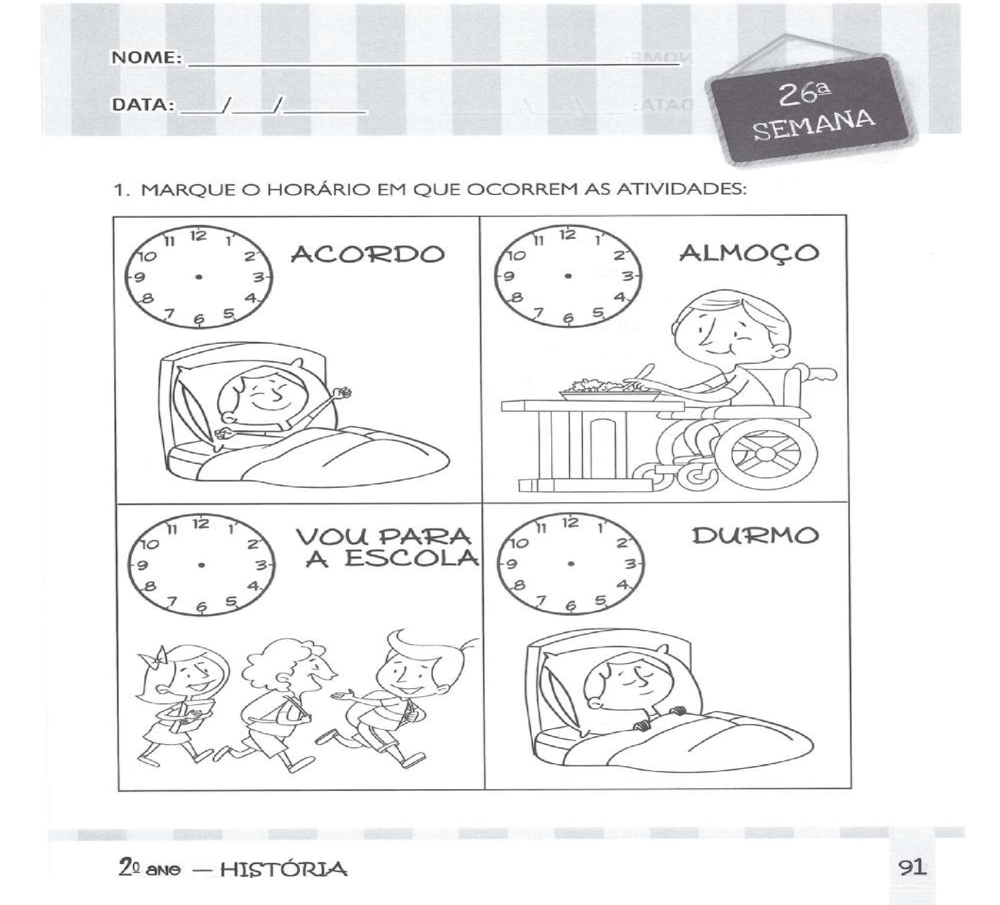 NOME:
DATA: ___/___/______
26ª
SEMANA
1. MARQUE O HORÁRIO EM QUE OCORREM AS ATIVIDADES:
12
11 1
10 2
9 3
8 4
7 5
6
ACORDO
12
11 1
10 2
9 3
8 4
7 5
6
ALMOÇO
12
11 1
10 2
9 3
8 4
7 5
6
VOU PARA
A ESCOLA
12
11 1
10 2
9 3
8 4
7 5
6
DURMO
2º ANO — HISTÓRIA
91